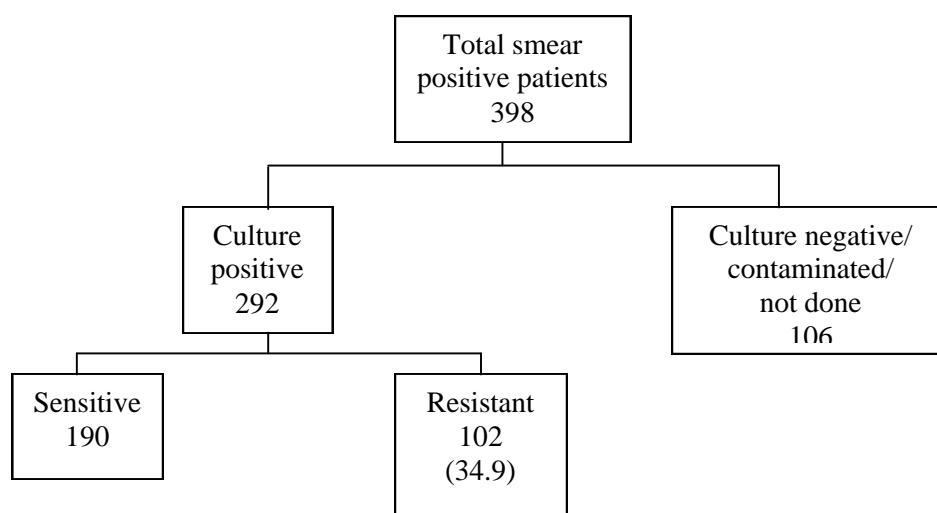 Total smear
positive patients
398
Culture
positive
292
Culture negative/
contaminated/
not done
106
Sensitive
190
Resistant
102
(34.9)